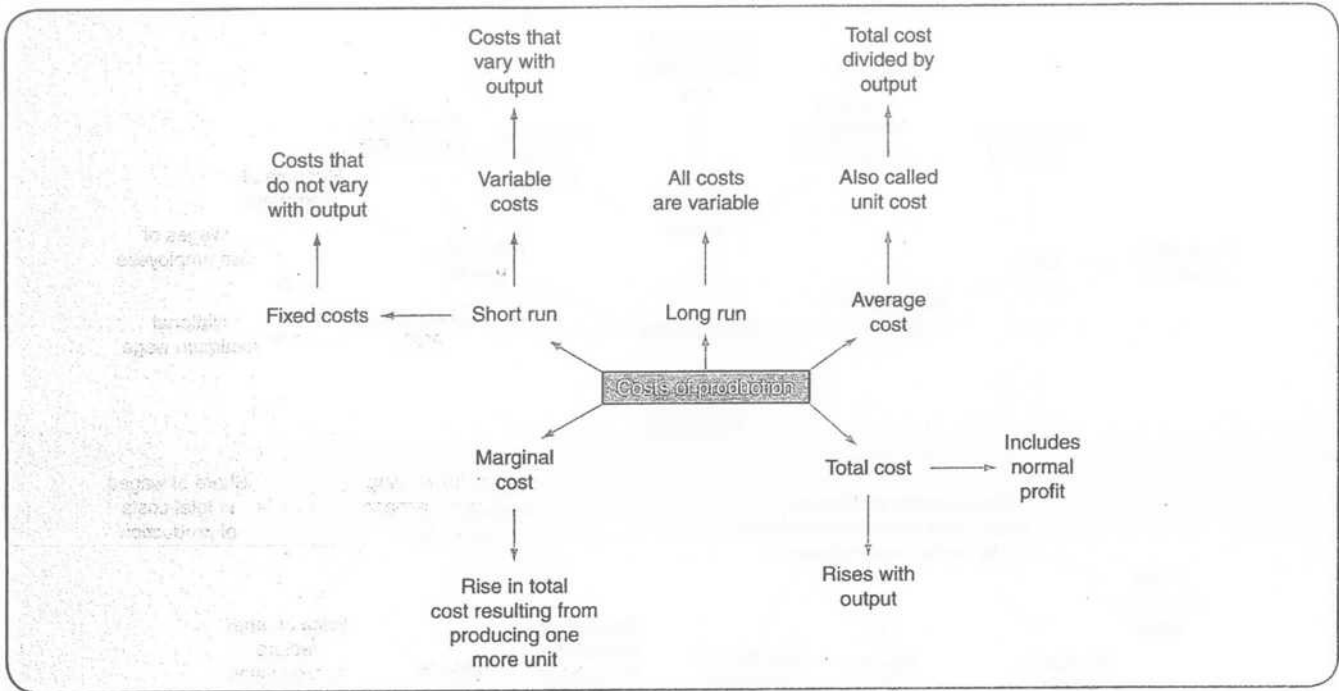 Costs that
vary with
output
Total cost
divided by
output
Costs that
do not vary
with output
Variable
costs
All costs
are variable
Also called
unit cost
Fixed costs
Short run
Long run
Average
cost
Costs of production
Marginal
cost
Total cost
Includes
normal
profit
Rise in total
cost resulting from
producing one
more unit
Rises with
output